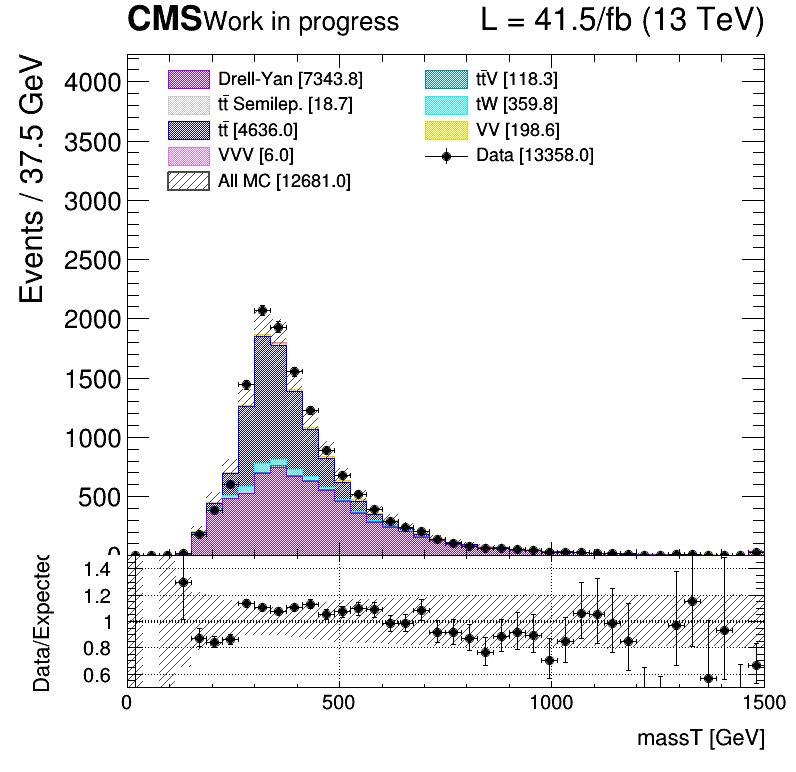 CMS Work in progress L = 41.5/fb (13 TeV)
Events / 37.5 GeV
4000
3500
3000
2500
2000
1500
1000
500
0
Drell-Yan [7343.8]
tt̄ Semilep. [18.7]
tt̄ [4636.0]
VVV [6.0]
All MC [12681.0]
tt̄V [118.3]
tW [359.8]
VV [198.6]
Data [13358.0]
Data/Expected
1.4
1.2
1
0.8
0.6
0 500 1000 1500
massT [GeV]